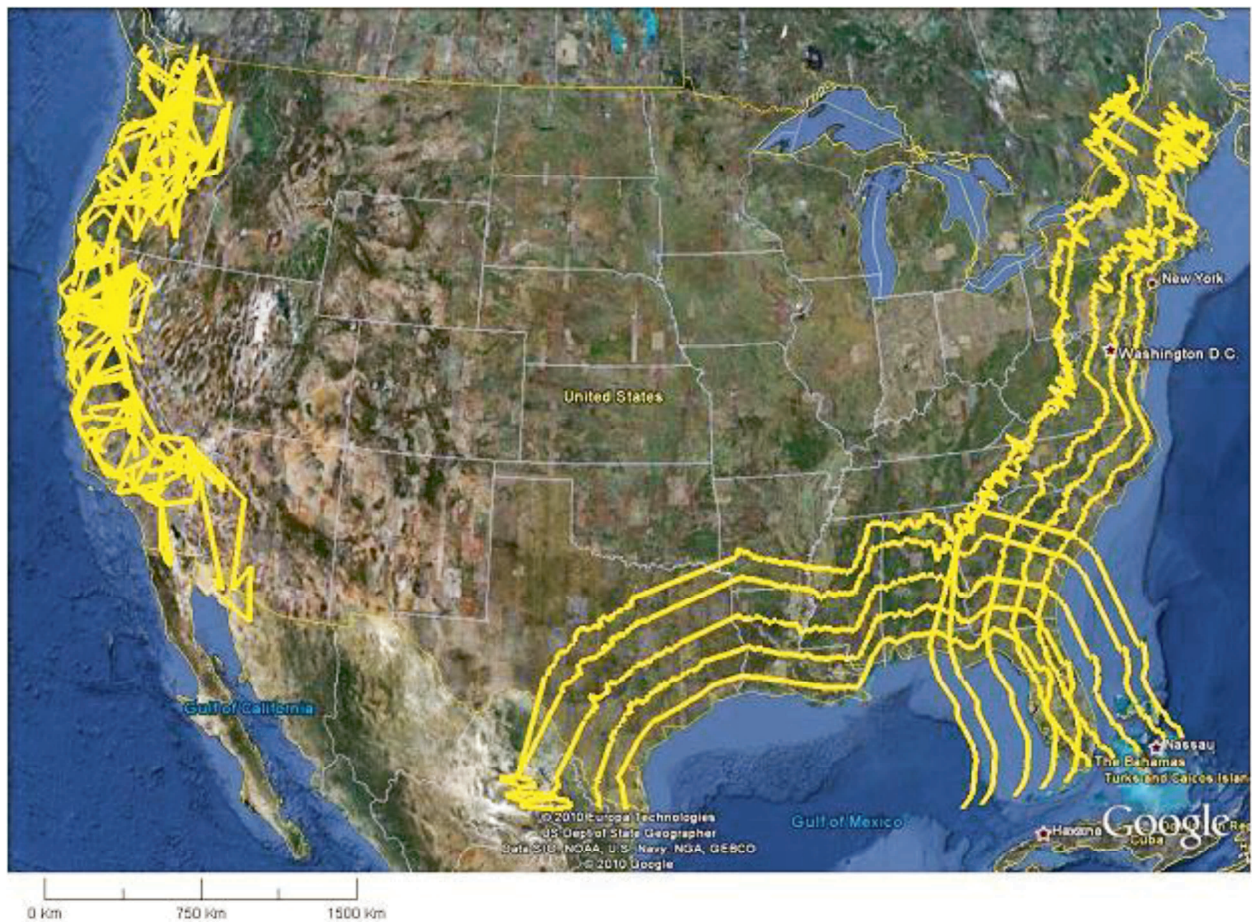 New York
Washington D.C.
United States
Gulf of California
Nassau
The Bahamas
Turks and Caicos Islan
© 2010 Europa Technologies
US Dept of State Geographer
Data SIO, NOAA, U.S. Navy, NGA, GEBCO
© 2010 Google
Gulf of Mexico
Havana
Google
Cuba
0 Km 750 Km 1500 Km